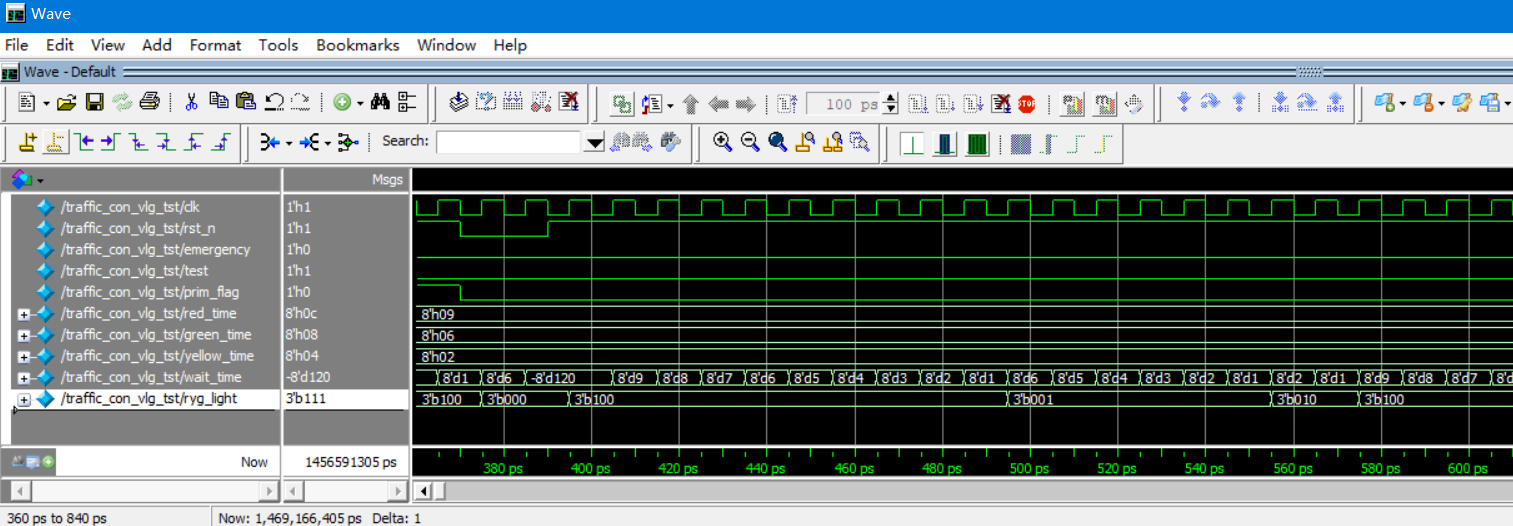 Wave
File Edit View Add Format Tools Bookmarks Window Help
Wave - Default
100 ps STOP
Search:
Msgs
/traffic_con_vlg_tst/clk 1'h1
/traffic_con_vlg_tst/rst_n 1'h1
/traffic_con_vlg_tst/emergency 1'h0
/traffic_con_vlg_tst/test 1'h1
/traffic_con_vlg_tst/prim_flag 1'h0
/traffic_con_vlg_tst/red_time 8'h0c 8'h09
/traffic_con_vlg_tst/green_time 8'h08 8'h06
/traffic_con_vlg_tst/yellow_time 8'h04 8'h02
/traffic_con_vlg_tst/wait_time -8'd120 8'd1 8'd6 -8'd120 8'd9 8'd8 8'd7 8'd6 8'd5 8'd4 8'd3 8'd2 8'd1 8'd6 8'd5 8'd4 8'd3 8'd2 8'd1 8'd2 8'd1 8'd9 8'd8 8'd7 8'd
/traffic_con_vlg_tst/ryg_light 3'b111 3'b100 3'b000 3'b100 3'b001 3'b010 3'b100
Now 1456591305 ps 380 ps 400 ps 420 ps 440 ps 460 ps 480 ps 500 ps 520 ps 540 ps 560 ps 580 ps 600 ps
360 ps to 840 ps Now: 1,469,166,405 ps Delta: 1